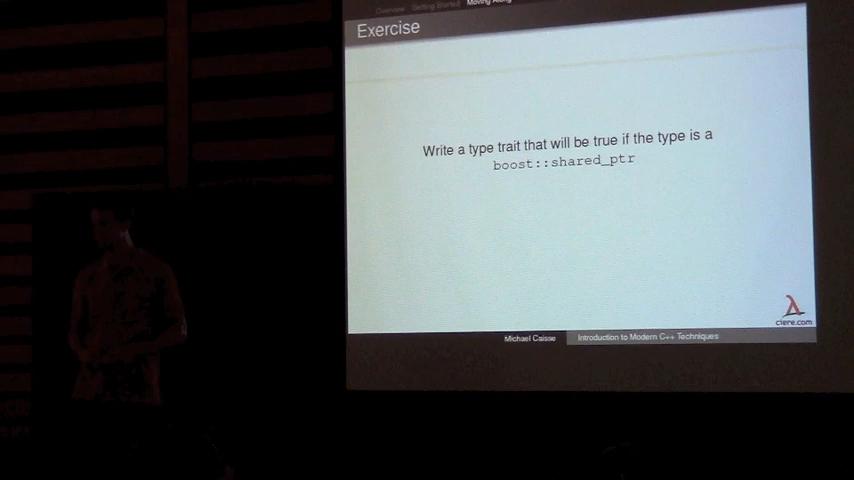 Overview Getting Started Moving Along
Exercise
Write a type trait that will be true if the type is a
boost::shared_ptr
ciere.com
Michael Caisse Introduction to Modern C++ Techniques